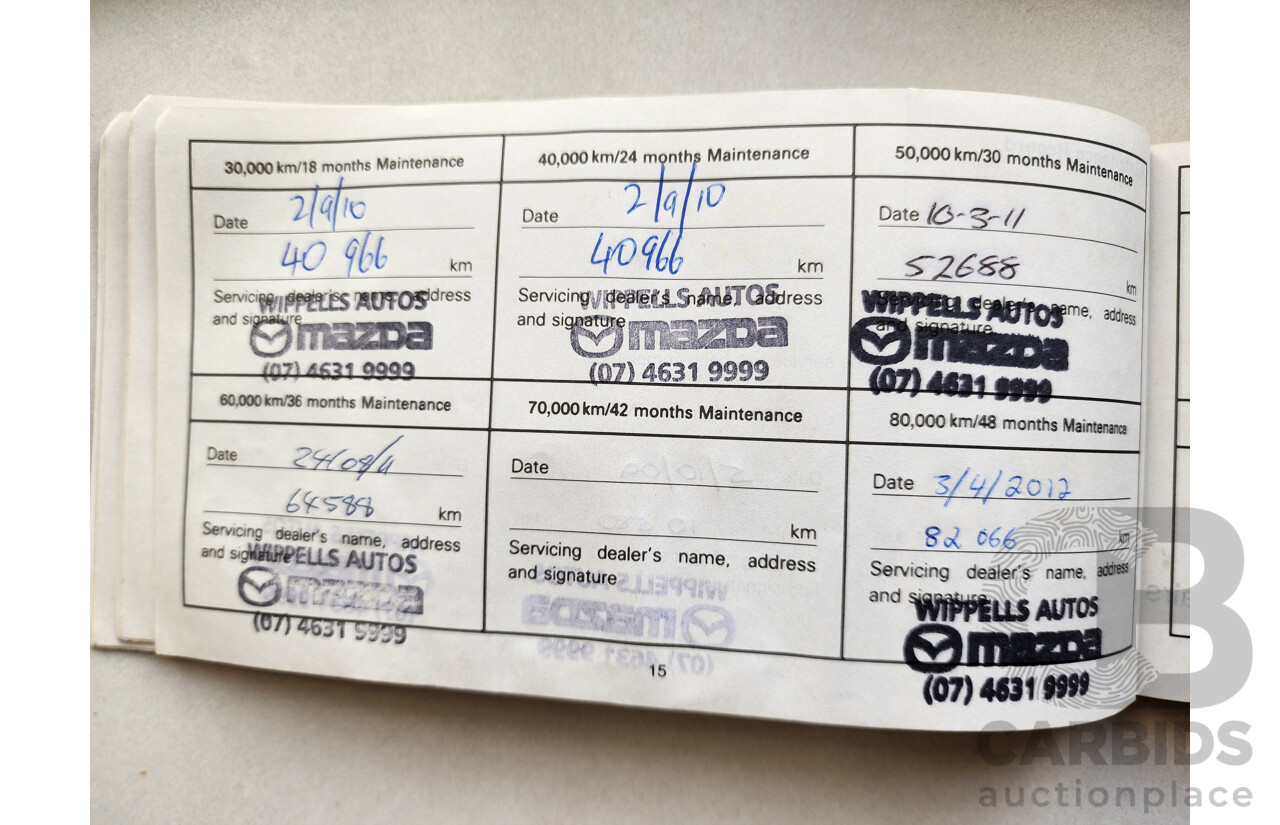 30,000 km/18 months Maintenance
Date 2/9/10
40 966 km
Servicing dealer's name, address
and signature
WIPPELLS AUTOS
mazda
(07) 4631 9999
40,000 km/24 months Maintenance
Date 2/9/10
40966 km
Servicing dealer's name, address
and signature
WIPPELLS AUTOS
mazda
(07) 4631 9999
50,000 km/30 months Maintenance
Date 10-3-11
52688 km
Servicing dealer's name, address
and signature
WIPPELLS AUTOS
mazda
(07) 4631 9999
60,000 km/36 months Maintenance
Date 24/08/11
64588 km
Servicing dealer's name, address
and signature
WIPPELLS AUTOS
mazda
(07) 4631 9999
70,000 km/42 months Maintenance
Date
km
Servicing dealer's name, address
and signature
80,000 km/48 months Maintenance
Date 3/4/2012
82 066 km
Servicing dealer's name, address
and signature
WIPPELLS AUTOS
mazda
(07) 4631 9999
15
CARBIDS
auctionplace